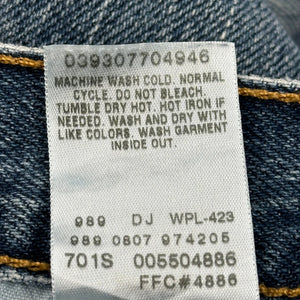 039307704946
MACHINE WASH COLD. NORMAL
CYCLE. DO NOT BLEACH.
TUMBLE DRY HOT. HOT IRON IF
NEEDED. WASH AND DRY WITH
LIKE COLORS. WASH GARMENT
INSIDE OUT.
989 DJ WPL-423
989 0807 974205
701S 005504886
FFC#4886